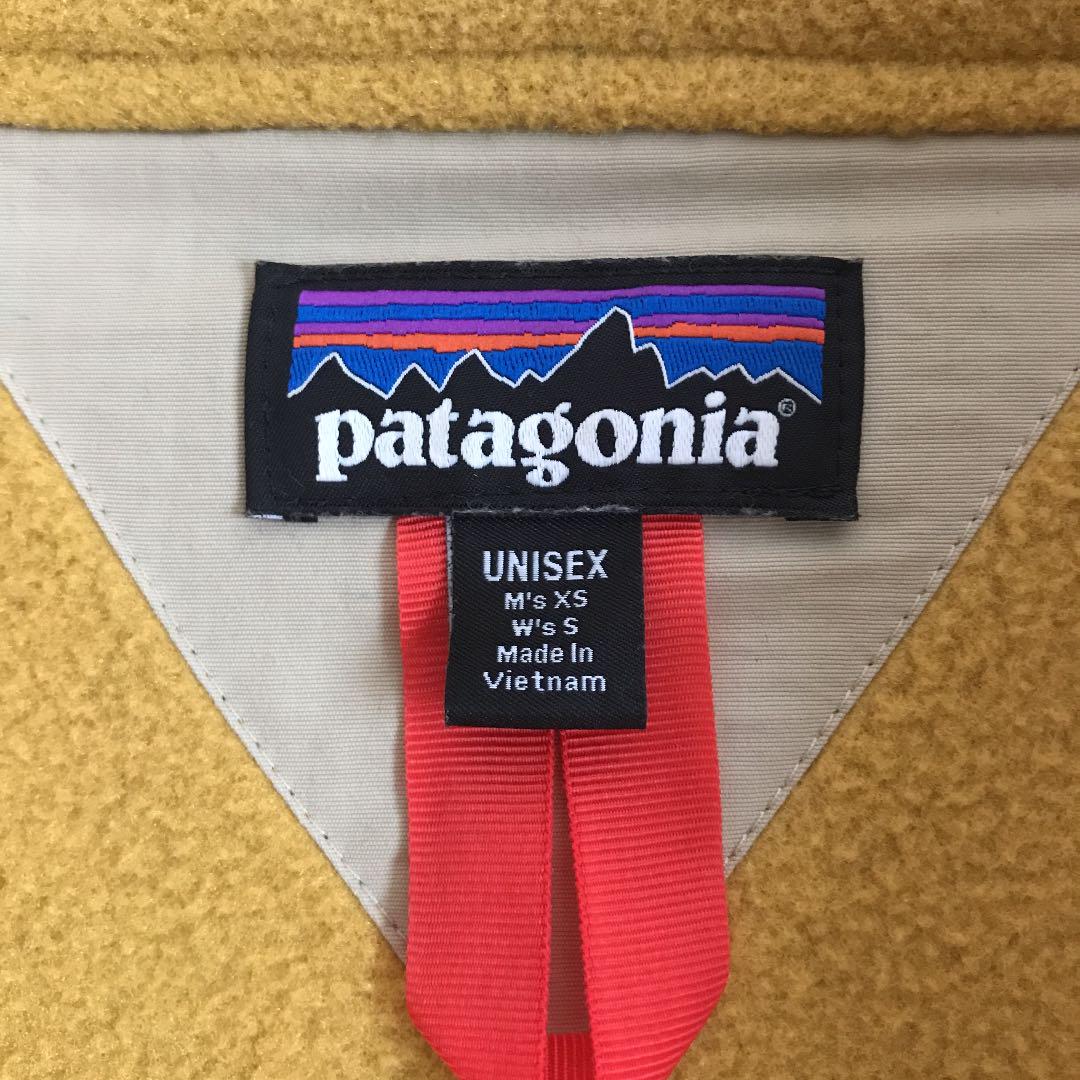 patagonia®
UNISEX
M's XS
W's S
Made In
Vietnam